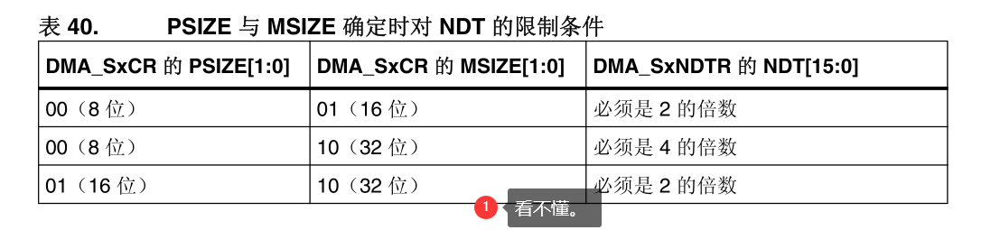 表 40. PSIZE 与 MSIZE 确定时对 NDT 的限制条件
DMA_SxCR 的 PSIZE[1:0] DMA_SxCR 的 MSIZE[1:0] DMA_SxNDTR 的 NDT[15:0]
00（8 位） 01（16 位） 必须是 2 的倍数
00（8 位） 10（32 位） 必须是 4 的倍数
01（16 位） 10（32 位） 必须是 2 的倍数
1 看不懂。